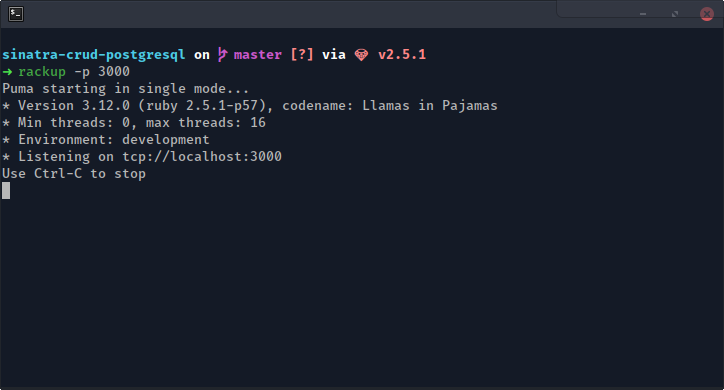 sinatra-crud-postgresql on master [?] via v2.5.1
➜ rackup -p 3000
Puma starting in single mode...
* Version 3.12.0 (ruby 2.5.1-p57), codename: Llamas in Pajamas
* Min threads: 0, max threads: 16
* Environment: development
* Listening on tcp://localhost:3000
Use Ctrl-C to stop